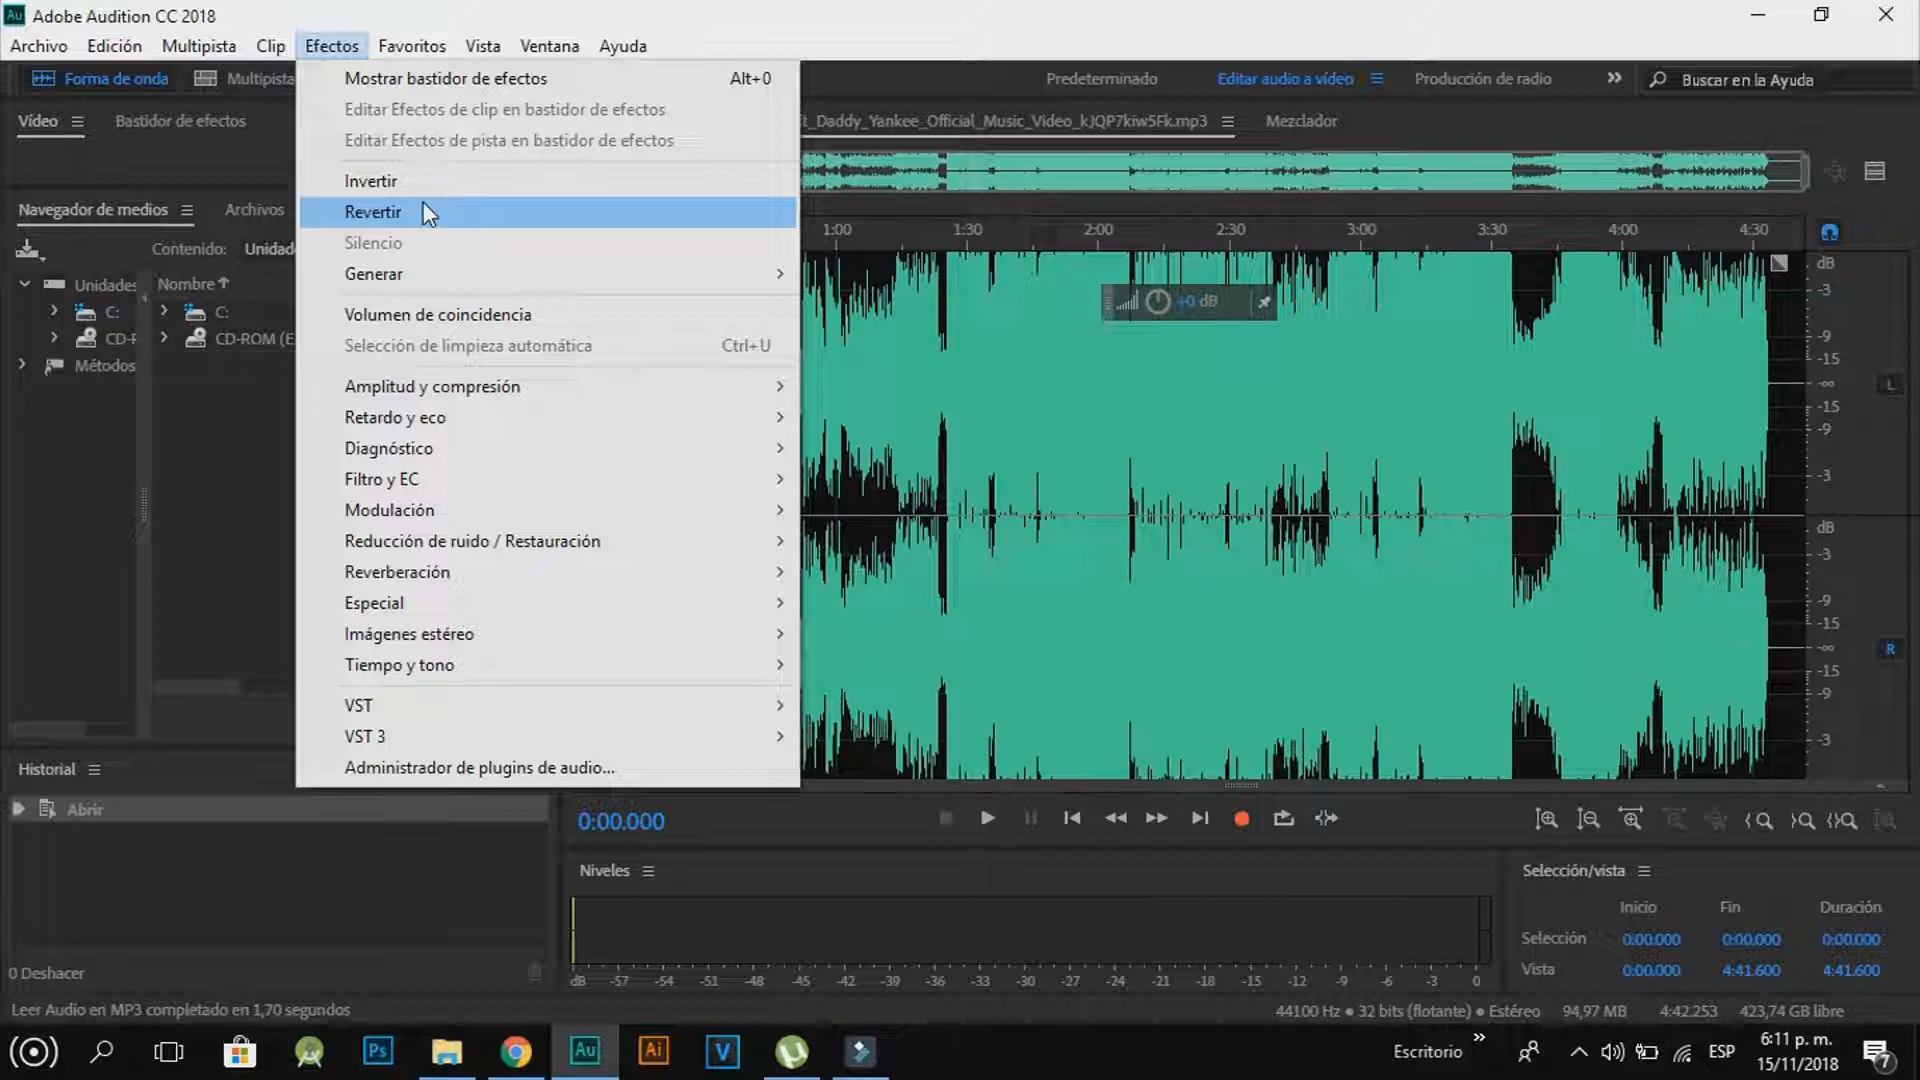 Au Adobe Audition CC 2018
Archivo Edición Multipista Clip Efectos Favoritos Vista Ventana Ayuda
Forma de onda Multipista Predeterminado Editar audio a vídeo Producción de radio Buscar en la Ayuda
Vídeo Bastidor de efectos
t_Daddy_Yankee_Official_Music_Video_kJQP7kiw5Fk.mp3 Mezclador
Mostrar bastidor de efectos Alt+0
Editar Efectos de clip en bastidor de efectos
Editar Efectos de pista en bastidor de efectos
Invertir
Revertir
Silencio
Generar
Volumen de coincidencia
Selección de limpieza automática Ctrl+U
Amplitud y compresión
Retardo y eco
Diagnóstico
Filtro y EC
Modulación
Reducción de ruido / Restauración
Reverberación
Especial
Imágenes estéreo
Tiempo y tono
VST
VST 3
Administrador de plugins de audio...
Navegador de medios Archivos
Contenido: Unidad
Unidades Nombre
C: C:
CD-R CD-ROM (E
Métodos
1:00 1:30 2:00 2:30 3:00 3:30 4:00 4:30
+0 dB
dB
-3
-9
-15
-∞
-15
-9
-3
L
dB
-3
-9
-15
-∞
-15
-9
-3
R
Historial
Abrir
0 Deshacer
0:00.000
Niveles
dB -57 -54 -51 -48 -45 -42 -39 -36 -33 -30 -27 -24 -21 -18 -15 -12 -9 -6 -3 0
Selección/vista
Inicio Fin Duración
Selección 0:00.000 0:00.000 0:00.000
Vista 0:00.000 4:41.600 4:41.600
Leer Audio en MP3 completado en 1,70 segundos
44100 Hz ● 32 bits (flotante) ● Estéreo 94,97 MB 4:42.253 423,74 GB libre
Ps Au Ai V
Escritorio ESP
6:11 p. m.
15/11/2018
7